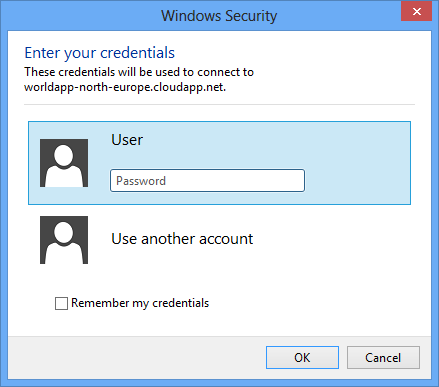 Windows Security
Enter your credentials
These credentials will be used to connect to
worldapp-north-europe.cloudapp.net.
User
Password
Use another account
Remember my credentials
OK
Cancel